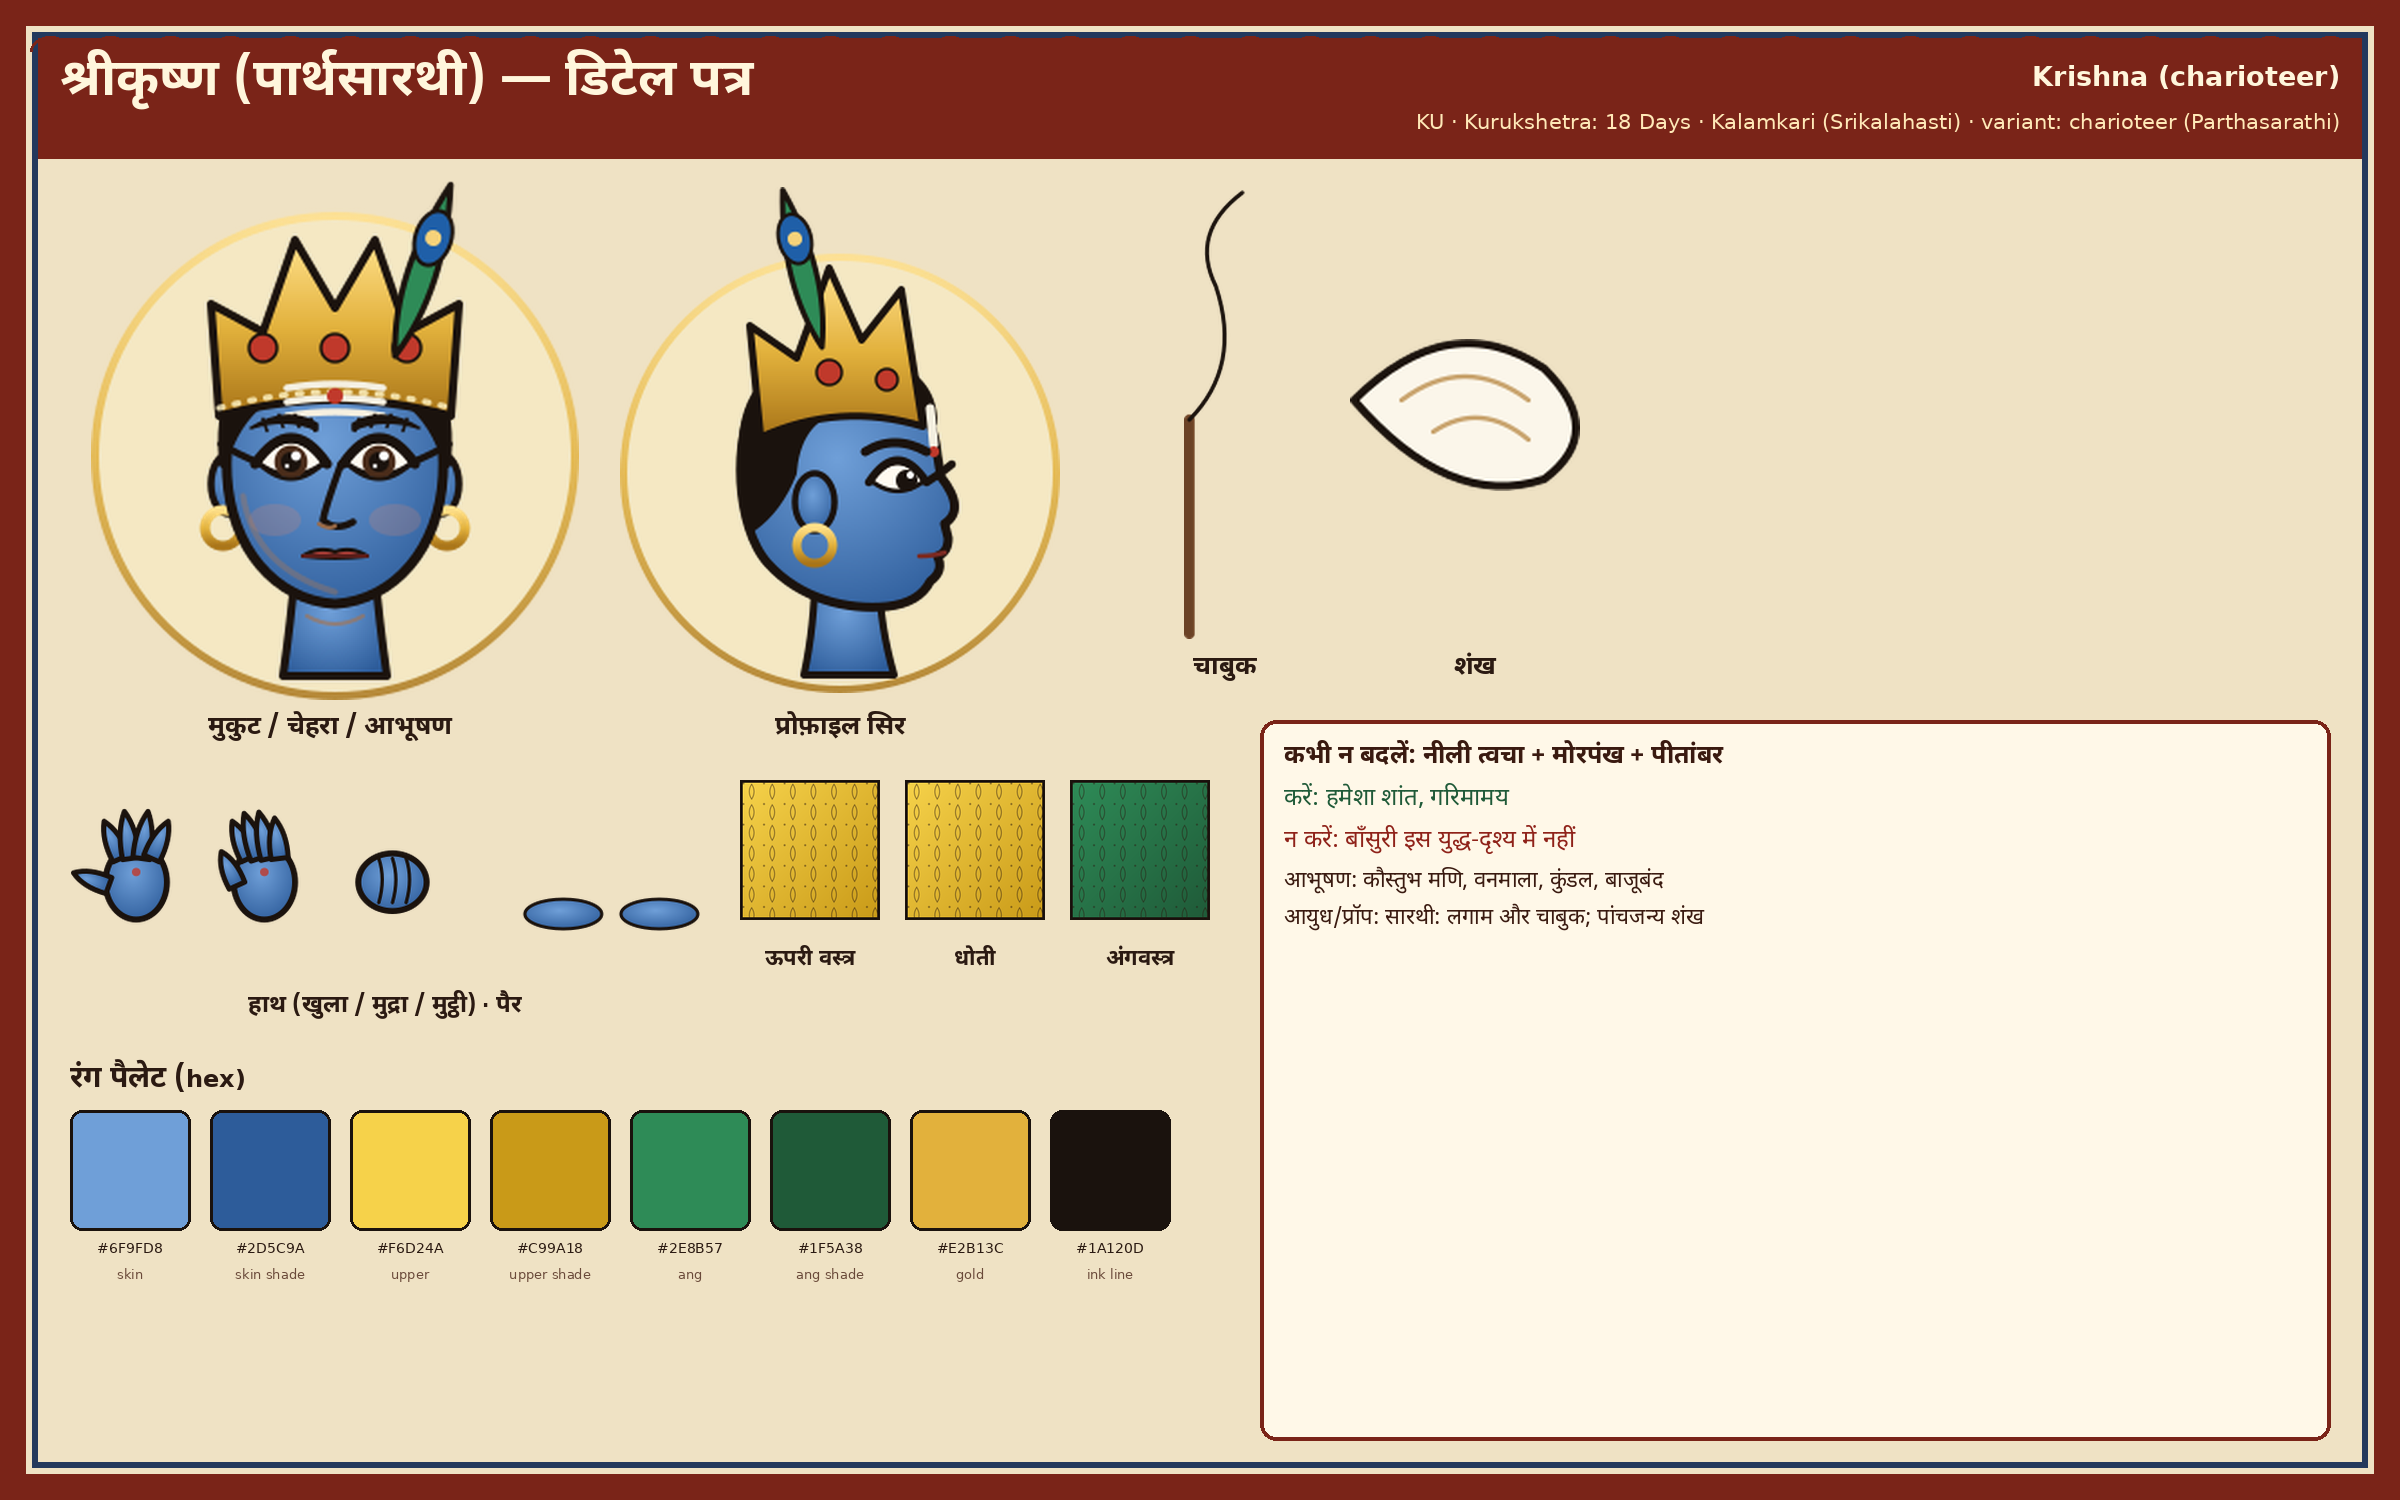 श्रीकृष्ण (पार्थसारथी) — डिटेल पत्र
Krishna (charioteer)
KU · Kurukshetra: 18 Days · Kalamkari (Srikalahasti) · variant: charioteer (Parthasarathi)
चाबुक
शंख
मुकुट / चेहरा / आभूषण
प्रोफ़ाइल सिर
कभी न बदलें: नीली त्वचा + मोरपंख + पीतांबर
करें: हमेशा शांत, गरिमामय
न करें: बाँसुरी इस युद्ध-दृश्य में नहीं
आभूषण: कौस्तुभ मणि, वनमाला, कुंडल, बाजूबंद
आयुध/प्रॉप: सारथी: लगाम और चाबुक; पांचजन्य शंख
ऊपरी वस्त्र
धोती
अंगवस्त्र
हाथ (खुला / मुद्रा / मुट्ठी) · पैर
रंग पैलेट (hex)
#6F9FD8 #2D5C9A #F6D24A #C99A18 #2E8B57 #1F5A38 #E2B13C #1A120D
skin skin shade upper upper shade ang ang shade gold ink line